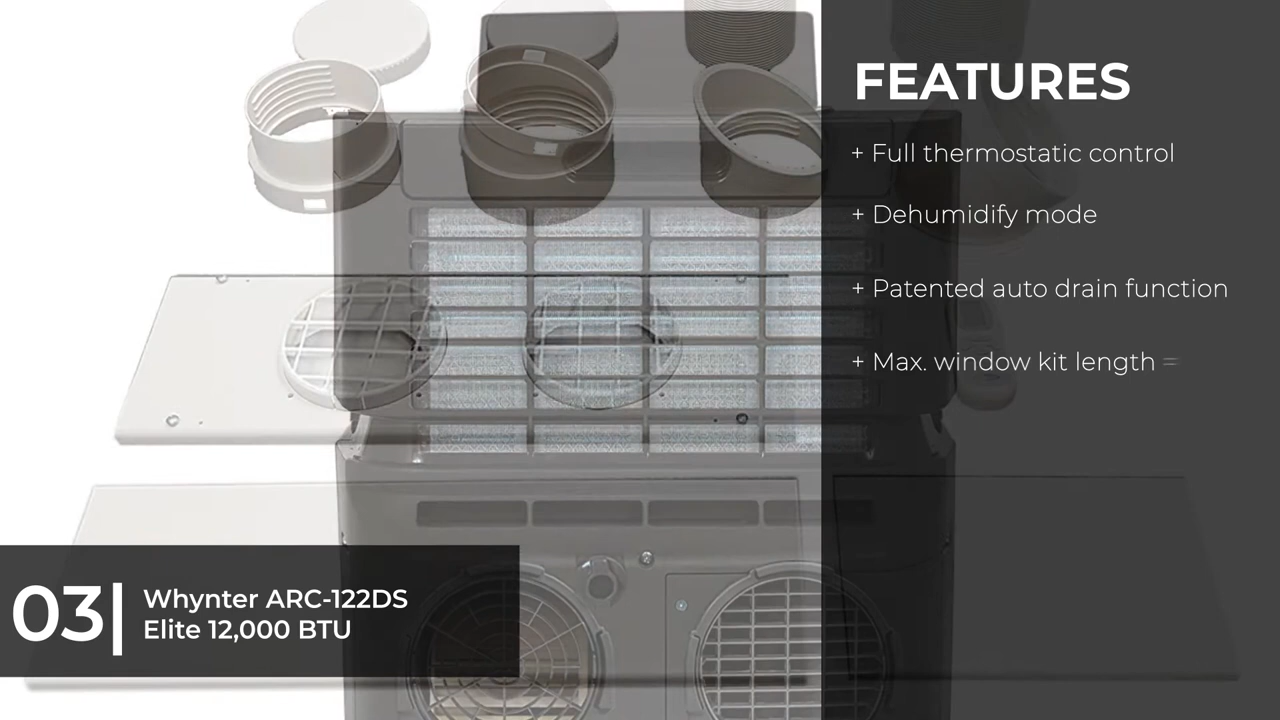 FEATURES
+ Full thermostatic control
+ Dehumidify mode
+ Patented auto drain function
+ Max. window kit length =
03
Whynter ARC-122DS
Elite 12,000 BTU